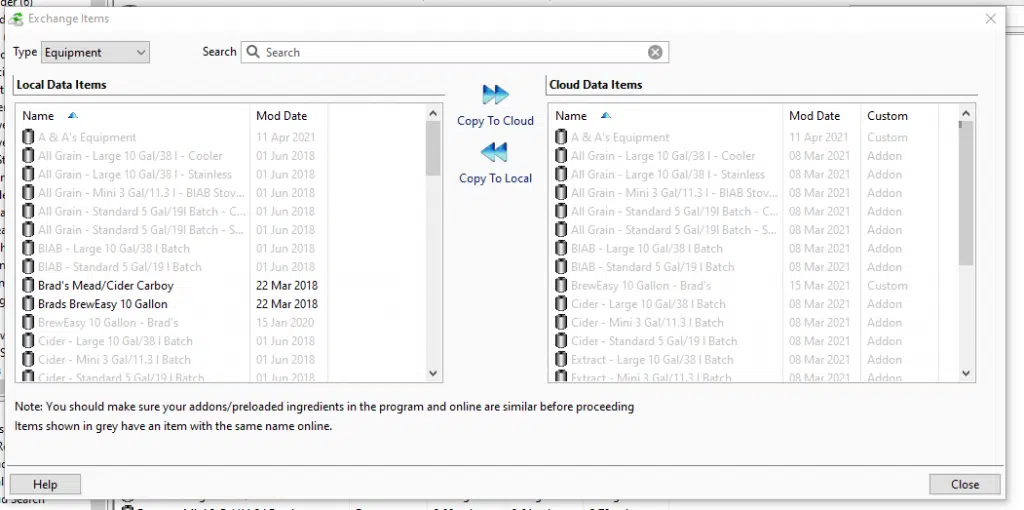 Exchange Items
Type Equipment Search Search
Local Data Items
Name Mod Date
A & A's Equipment 11 Apr 2021
All Grain - Large 10 Gal/38 l - Cooler 01 Jun 2018
All Grain - Large 10 Gal/38 l - Stainless 01 Jun 2018
All Grain - Mini 3 Gal/11.3 l - BIAB Stov... 01 Jun 2018
All Grain - Standard 5 Gal/19l Batch - C... 01 Jun 2018
All Grain - Standard 5 Gal/19l Batch - S... 01 Jun 2018
BIAB - Large 10 Gal/38 l Batch 01 Jun 2018
BIAB - Standard 5 Gal/19 l Batch 01 Jun 2018
Brad's Mead/Cider Carboy 22 Mar 2018
Brads BrewEasy 10 Gallon 22 Mar 2018
BrewEasy 10 Gallon - Brad's 15 Jan 2020
Cider - Large 10 Gal/38 l Batch 01 Jun 2018
Cider - Mini 3 Gal/11.3 l Batch 01 Jun 2018
Cider - Standard 5 Gal/19 l Batch 01 Jun 2018
Copy To Cloud
Copy To Local
Cloud Data Items
Name Mod Date Custom
A & A's Equipment 11 Apr 2021 Custom
All Grain - Large 10 Gal/38 l - Cooler 08 Mar 2021 Addon
All Grain - Large 10 Gal/38 l - Stainless 08 Mar 2021 Addon
All Grain - Mini 3 Gal/11.3 l - BIAB Stov... 08 Mar 2021 Addon
All Grain - Standard 5 Gal/19l Batch - C... 08 Mar 2021 Addon
All Grain - Standard 5 Gal/19l Batch - S... 08 Mar 2021 Addon
BIAB - Large 10 Gal/38 l Batch 08 Mar 2021 Addon
BIAB - Standard 5 Gal/19 l Batch 08 Mar 2021 Addon
BrewEasy 10 Gallon - Brad's 15 Mar 2021 Custom
Cider - Large 10 Gal/38 l Batch 08 Mar 2021 Addon
Cider - Mini 3 Gal/11.3 l Batch 08 Mar 2021 Addon
Cider - Standard 5 Gal/19 l Batch 08 Mar 2021 Addon
Extract - Large 10 Gal/38 l Batch 08 Mar 2021 Addon
Extract - Mini 3 Gal/11.3 l Batch 08 Mar 2021 Addon
Note: You should make sure your addons/preloaded ingredients in the program and online are similar before proceeding
Items shown in grey have an item with the same name online.
Help Close